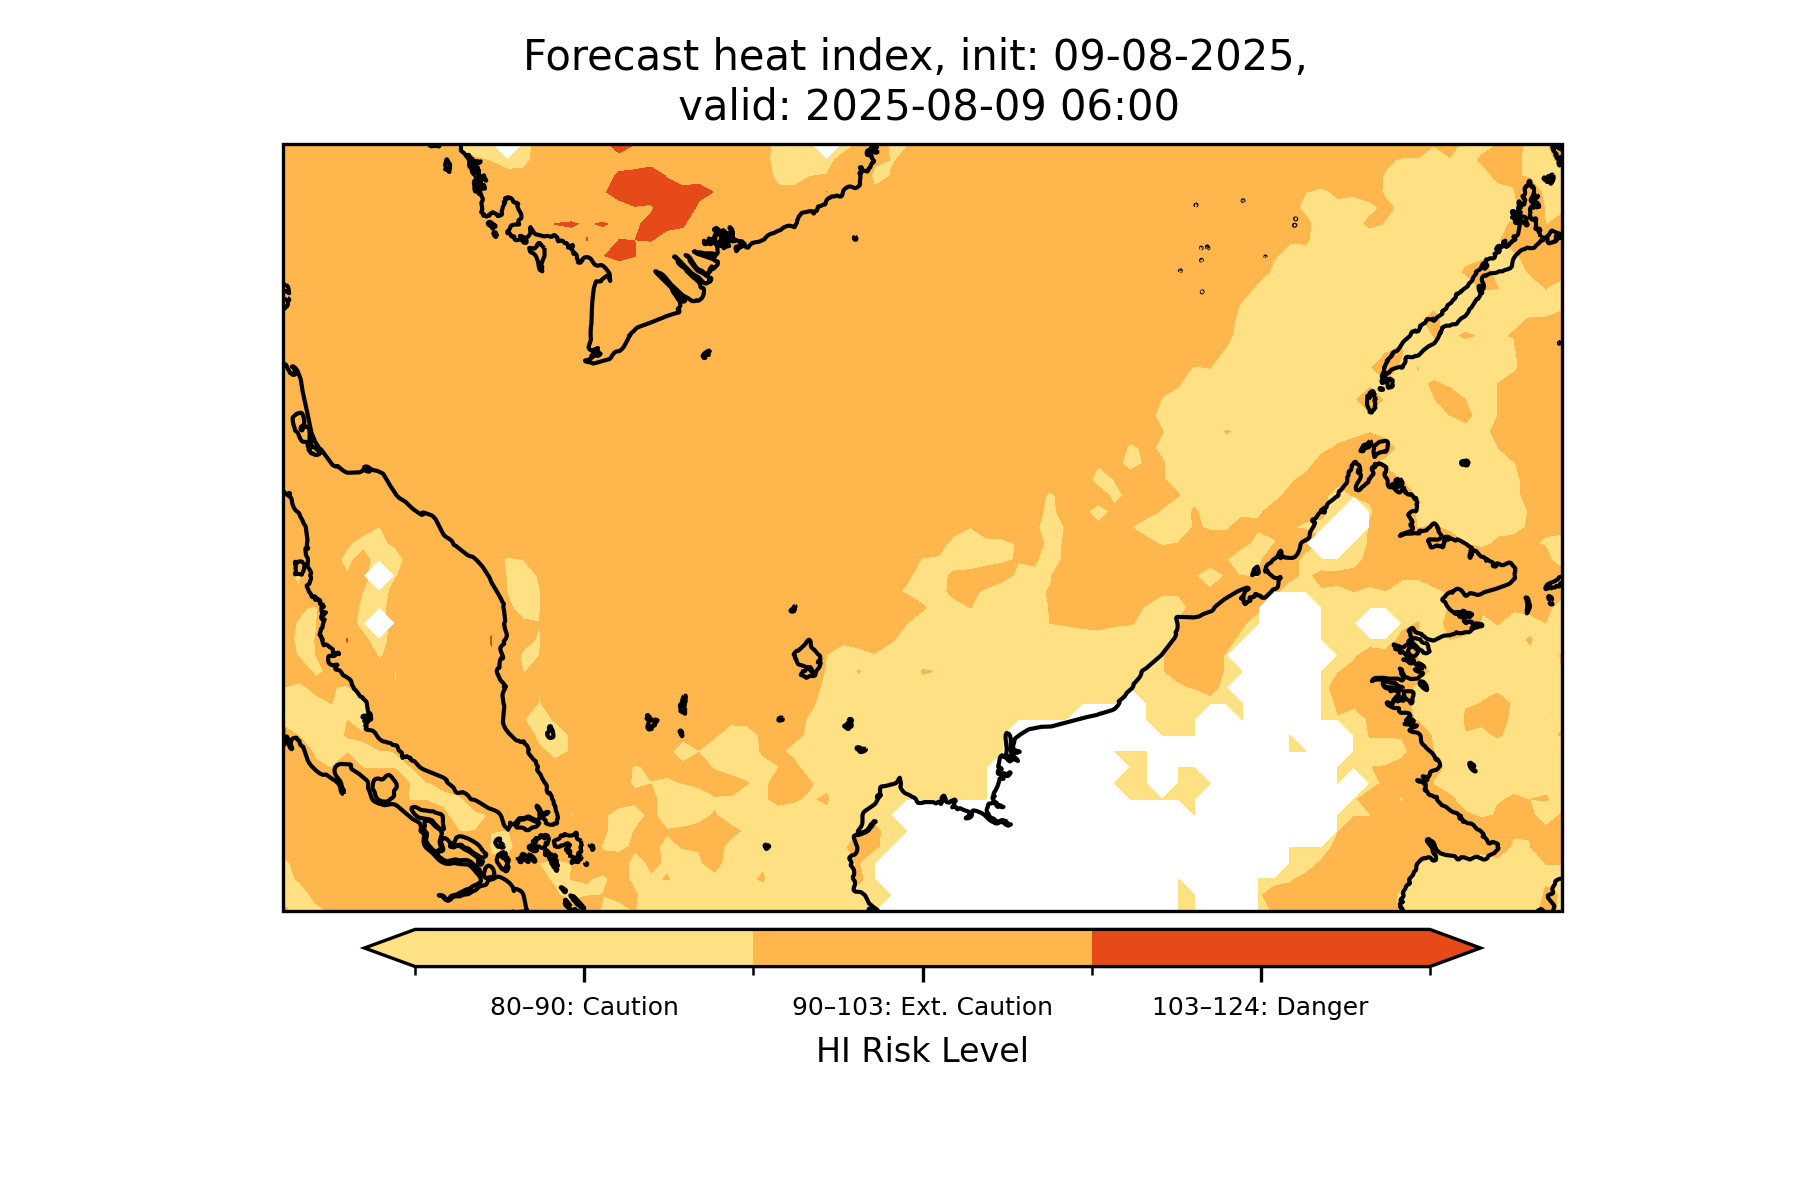 Forecast heat index, init: 09-08-2025,
valid: 2025-08-09 06:00
80–90: Caution
90–103: Ext. Caution
103–124: Danger
HI Risk Level